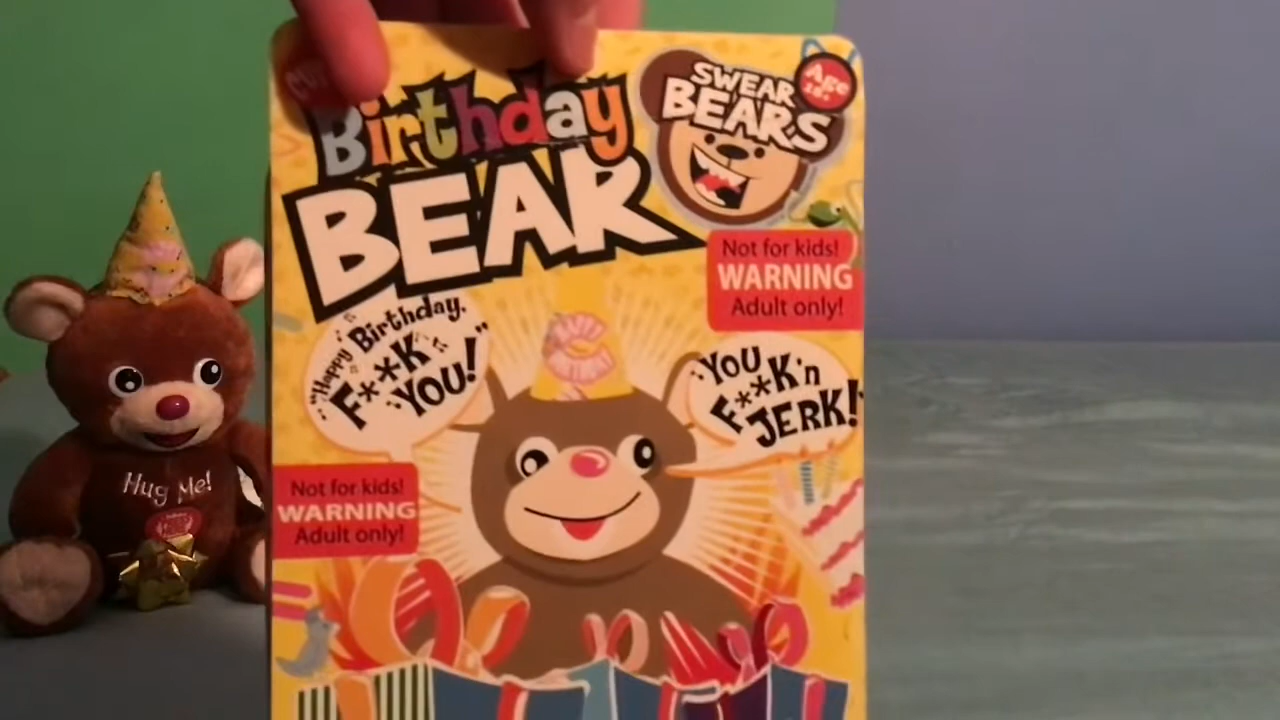 Birthday
BEAR
SWEAR
BEARS
Age
18+
Not for kids!
WARNING
Adult only!
"Happy Birthday,
F**K
YOU!"
YOU
F**K'n
JERK!
Not for kids!
WARNING
Adult only!
Hug Me!